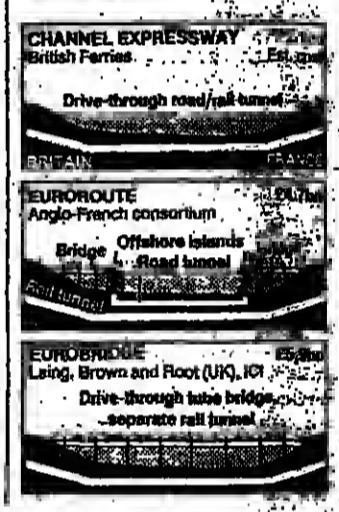 CHANNEL EXPRESSWAY
British Ferries
Drive-through road/rail tunnel
BRITAIN FRANCE
EUROROUTE
Anglo-French consortium
Bridge Offshore islands
Road tunnel
Rail tunnel
EUROBRIDGE
Laing, Brown and Root (UK), ICI
Drive-through tube bridge,
separate rail tunnel